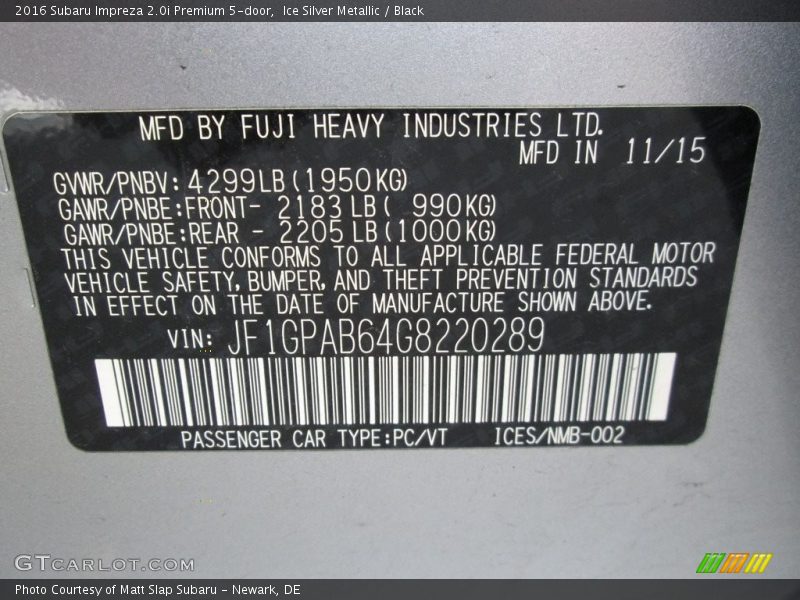 2016 Subaru Impreza 2.0i Premium 5-door,  Ice Silver Metallic / Black
MFD BY FUJI HEAVY INDUSTRIES LTD.
MFD IN 11/15
GVWR/PNBV: 4299LB(1950KG)
GAWR/PNBE:FRONT- 2183 LB( 990KG)
GAWR/PNBE:REAR - 2205 LB(1000KG)
THIS VEHICLE CONFORMS TO ALL APPLICABLE FEDERAL MOTOR
VEHICLE SAFETY, BUMPER, AND THEFT PREVENTION STANDARDS
IN EFFECT ON THE DATE OF MANUFACTURE SHOWN ABOVE.
VIN: JF1GPAB64G8220289
PASSENGER CAR TYPE:PC/VT ICES/NMB-002
GTCARLOT.COM
Photo Courtesy of Matt Slap Subaru - Newark, DE